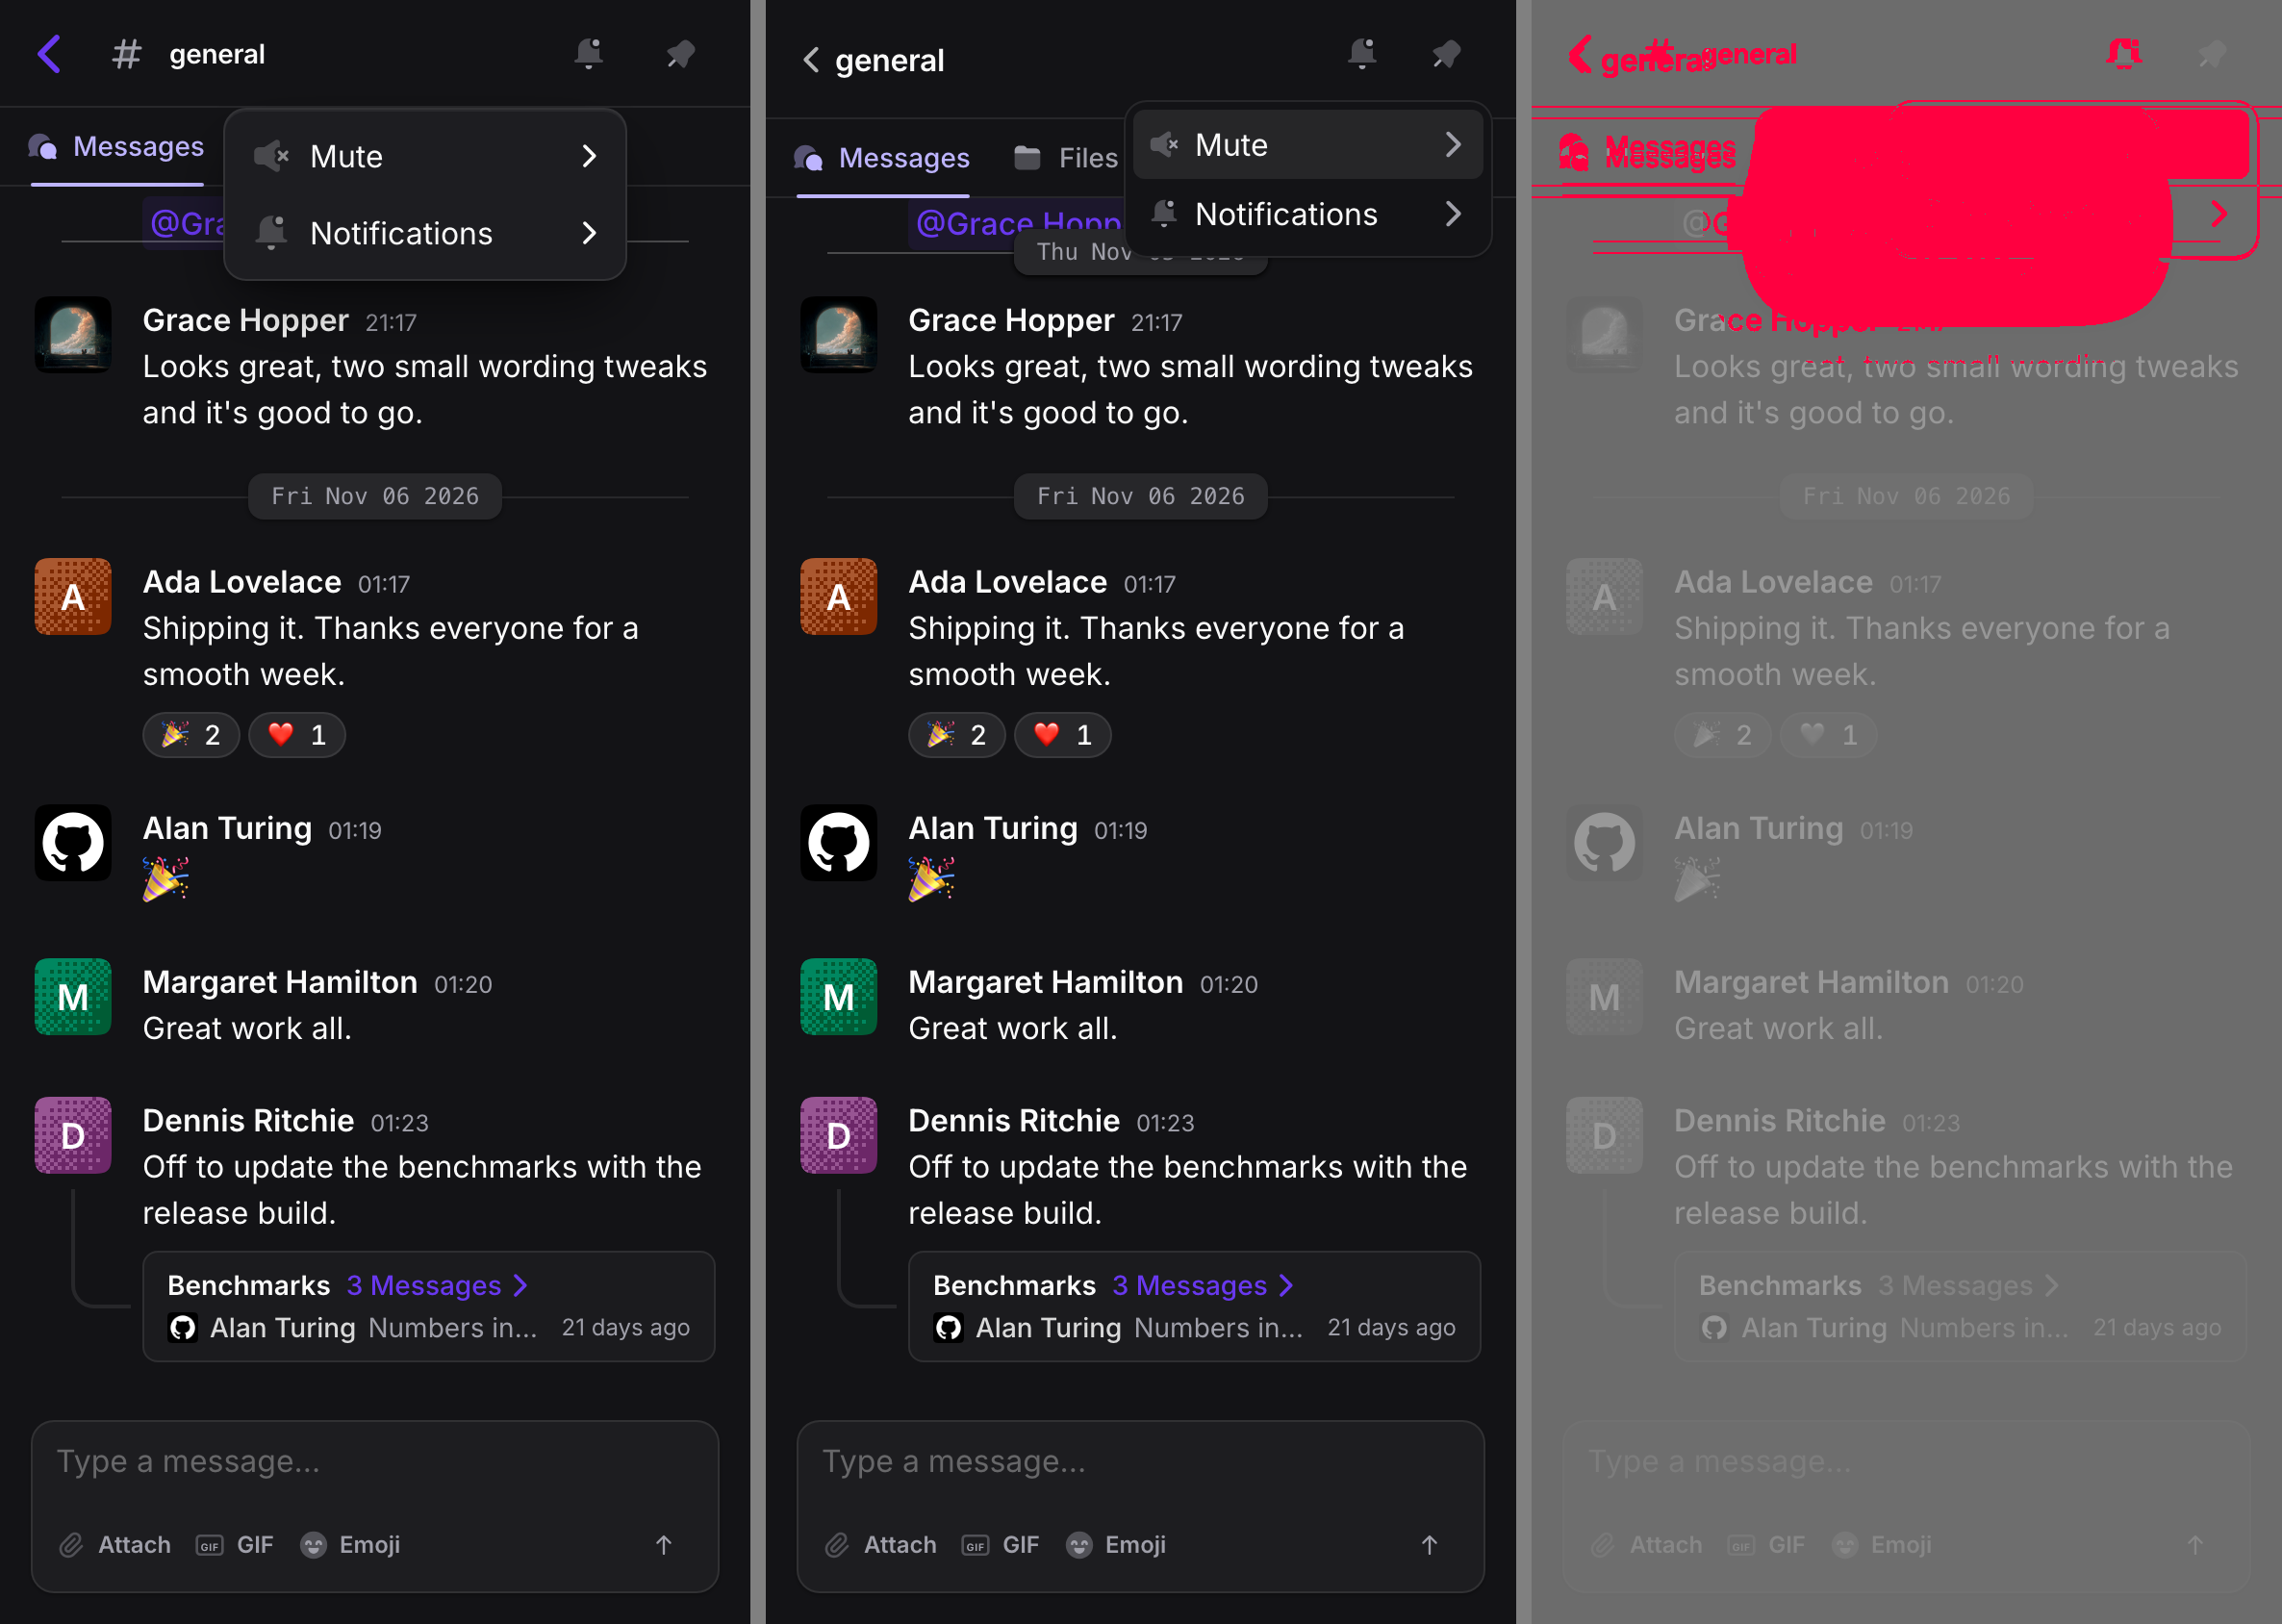 general
Messages
Mute
Notifications
@Gra
Grace Hopper 21:17
Looks great, two small wording tweaks
and it's good to go.
Fri Nov 06 2026
A
Ada Lovelace 01:17
Shipping it. Thanks everyone for a
smooth week.
2 1
Alan Turing 01:19
M
Margaret Hamilton 01:20
Great work all.
D
Dennis Ritchie 01:23
Off to update the benchmarks with the
release build.
Benchmarks 3 Messages
Alan Turing Numbers in... 21 days ago
Type a message...
Attach GIF GIF Emoji
general
Messages Files
Mute
Notifications
@Grace Hopp
Thu Nov
Grace Hopper 21:17
Looks great, two small wording tweaks
and it's good to go.
Fri Nov 06 2026
A
Ada Lovelace 01:17
Shipping it. Thanks everyone for a
smooth week.
2 1
Alan Turing 01:19
M
Margaret Hamilton 01:20
Great work all.
D
Dennis Ritchie 01:23
Off to update the benchmarks with the
release build.
Benchmarks 3 Messages
Alan Turing Numbers in... 21 days ago
Type a message...
Attach GIF GIF Emoji
general general
Messages
Messages
Grace Hopper
Looks great, two small wording tweaks
and it's good to go.
Fri Nov 06 2026
A
Ada Lovelace 01:17
Shipping it. Thanks everyone for a
smooth week.
2 1
Alan Turing 01:19
M
Margaret Hamilton 01:20
Great work all.
D
Dennis Ritchie 01:23
Off to update the benchmarks with the
release build.
Benchmarks 3 Messages
Alan Turing Numbers in... 21 days ago
Type a message...
Attach GIF GIF Emoji